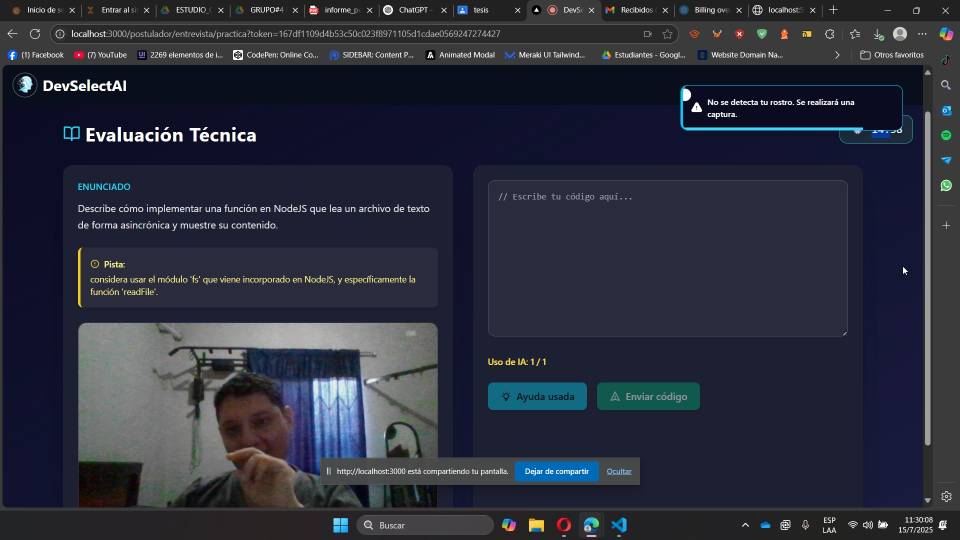 Inicio de s
Entrar al si
ESTUDIO_
GRUPO#4
informe_p
ChatGPT -
tesis
DevS
Recibidos
Billing ove
localhost:
localhost:3000/postulador/entrevista/practica?token=167df1109d4b53c50c023f8971105d1cdae0569247274427
(1) Facebook
(7) YouTube
2269 elementos de i...
CodePen: Online Co...
SIDEBAR: Content P...
Animated Modal
Meraki UI Tailwind...
Estudiantes - Googl...
Website Domain Na...
Otros favoritos
DevSelectAI
No se detecta tu rostro. Se realizará una
captura.
Evaluación Técnica
ENUNCIADO
Describe cómo implementar una función en NodeJS que lea un archivo de texto
de forma asincrónica y muestre su contenido.
Pista:
considera usar el módulo 'fs' que viene incorporado en NodeJS, y específicamente la
función 'readFile'.
// Escribe tu código aquí...
Uso de IA: 1 / 1
Ayuda usada
Enviar código
http://localhost:3000 está compartiendo tu pantalla.
Dejar de compartir
Ocultar
Buscar
ESP
LAA
11:30:08
15/7/2025